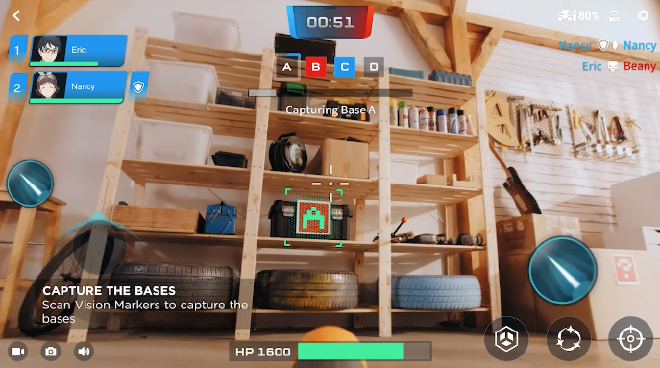 00:51
80%
1 Eric
2 Nancy
Nancy Nancy
Eric Beany
A B C D
Capturing Base A
A
CAPTURE THE BASES
Scan Vision Markers to capture the
bases
HP 1600